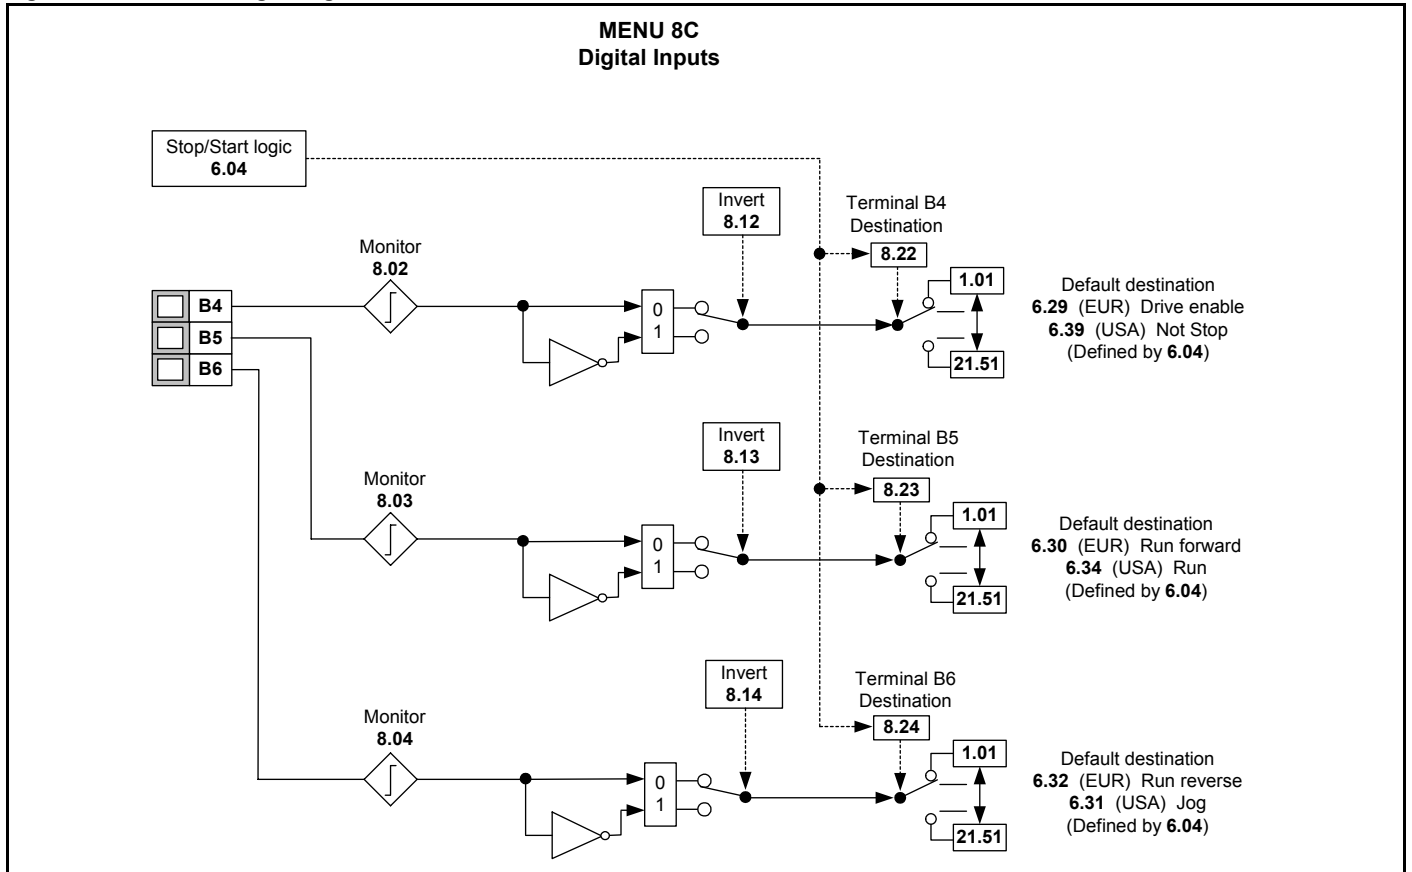 MENU 8C
Digital Inputs
Stop/Start logic
6.04
Invert
8.12
Terminal B4
Destination
8.22
Monitor
8.02
1.01
B4
B5
B6
0
1
21.51
Default destination
6.29 (EUR) Drive enable
6.39 (USA) Not Stop
(Defined by 6.04)
Invert
8.13
Terminal B5
Destination
8.23
Monitor
8.03
1.01
0
1
21.51
Default destination
6.30 (EUR) Run forward
6.34 (USA) Run
(Defined by 6.04)
Invert
8.14
Terminal B6
Destination
8.24
Monitor
8.04
1.01
0
1
21.51
Default destination
6.32 (EUR) Run reverse
6.31 (USA) Jog
(Defined by 6.04)